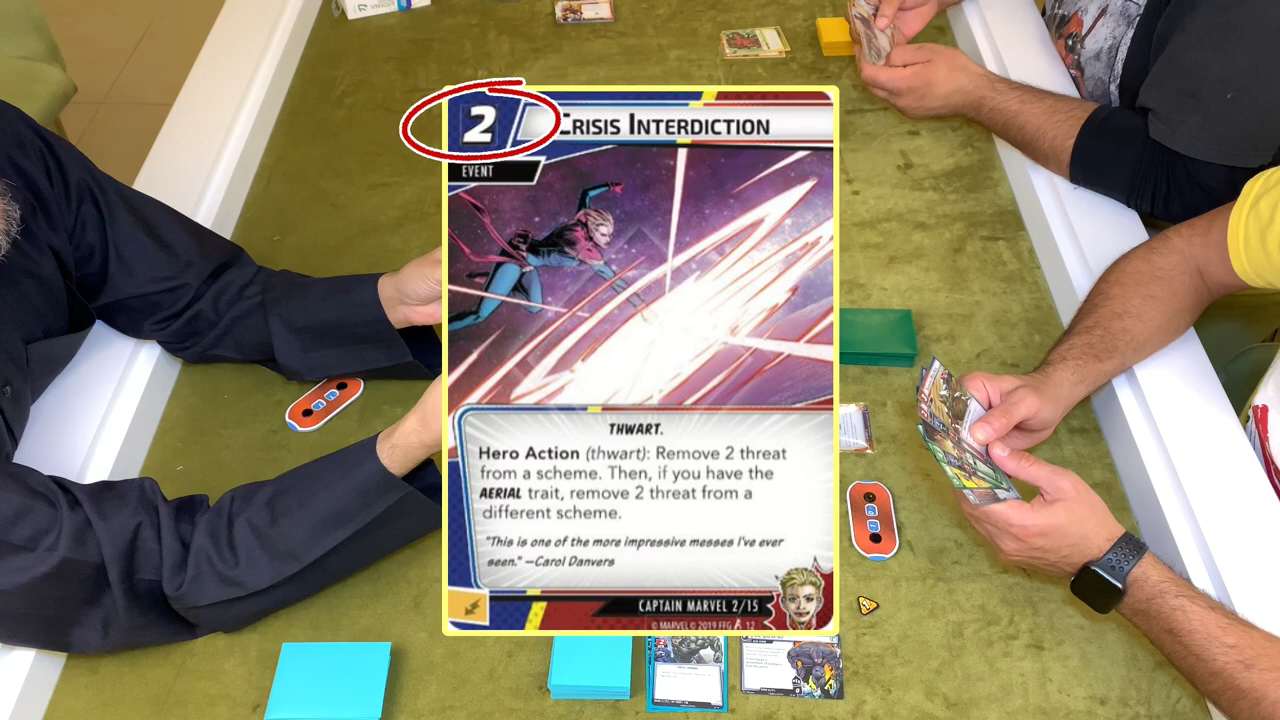 2
CRISIS INTERDICTION
EVENT
THWART.
Hero Action (thwart): Remove 2 threat
from a scheme. Then, if you have the
AERIAL trait, remove 2 threat from a
different scheme.
"This is one of the more impressive messes I've ever
seen." —Carol Danvers
CAPTAIN MARVEL 2/15
© MARVEL © 2019 FFG 12